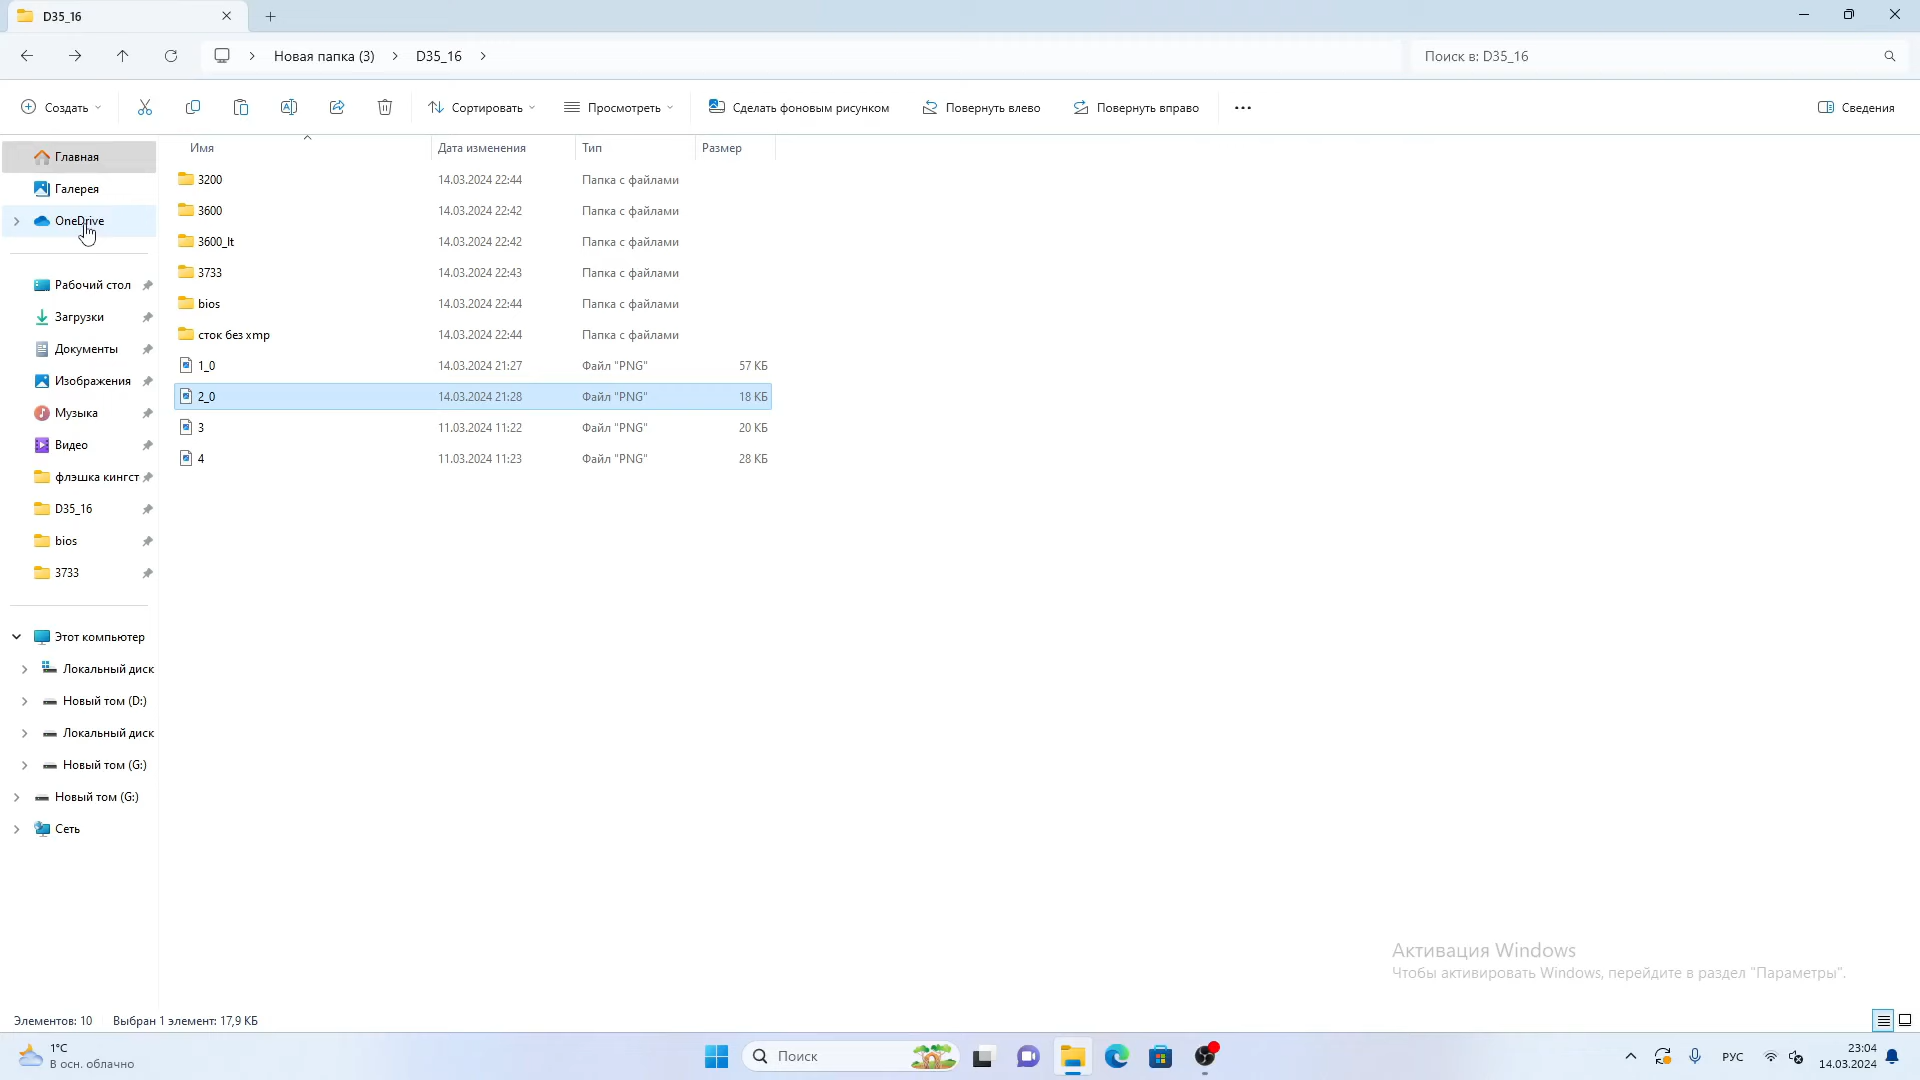 D35_16
Новая папка (3)
D35_16
Поиск в: D35_16
Создать
Сортировать
Просмотреть
Сделать фоновым рисунком
Повернуть влево
Повернуть вправо
Сведения
Имя
Дата изменения
Тип
Размер
Главная
Галерея
OneDrive
Рабочий стол
Загрузки
Документы
Изображения
Музыка
Видео
флэшка кингст
D35_16
bios
3733
Этот компьютер
Локальный диск
Новый том (D:)
Локальный диск
Новый том (G:)
Новый том (G:)
Сеть
3200 14.03.2024 22:44 Папка с файлами
3600 14.03.2024 22:42 Папка с файлами
3600_lt 14.03.2024 22:42 Папка с файлами
3733 14.03.2024 22:43 Папка с файлами
bios 14.03.2024 22:44 Папка с файлами
сток без xmp 14.03.2024 22:44 Папка с файлами
1_0 14.03.2024 21:27 Файл "PNG" 57 КБ
2_0 14.03.2024 21:28 Файл "PNG" 18 КБ
3 11.03.2024 11:22 Файл "PNG" 20 КБ
4 11.03.2024 11:23 Файл "PNG" 28 КБ
Активация Windows
Чтобы активировать Windows, перейдите в раздел "Параметры".
Элементов: 10
Выбран 1 элемент: 17,9 КБ
1°C
В осн. облачно
Поиск
РУС
23:04
14.03.2024